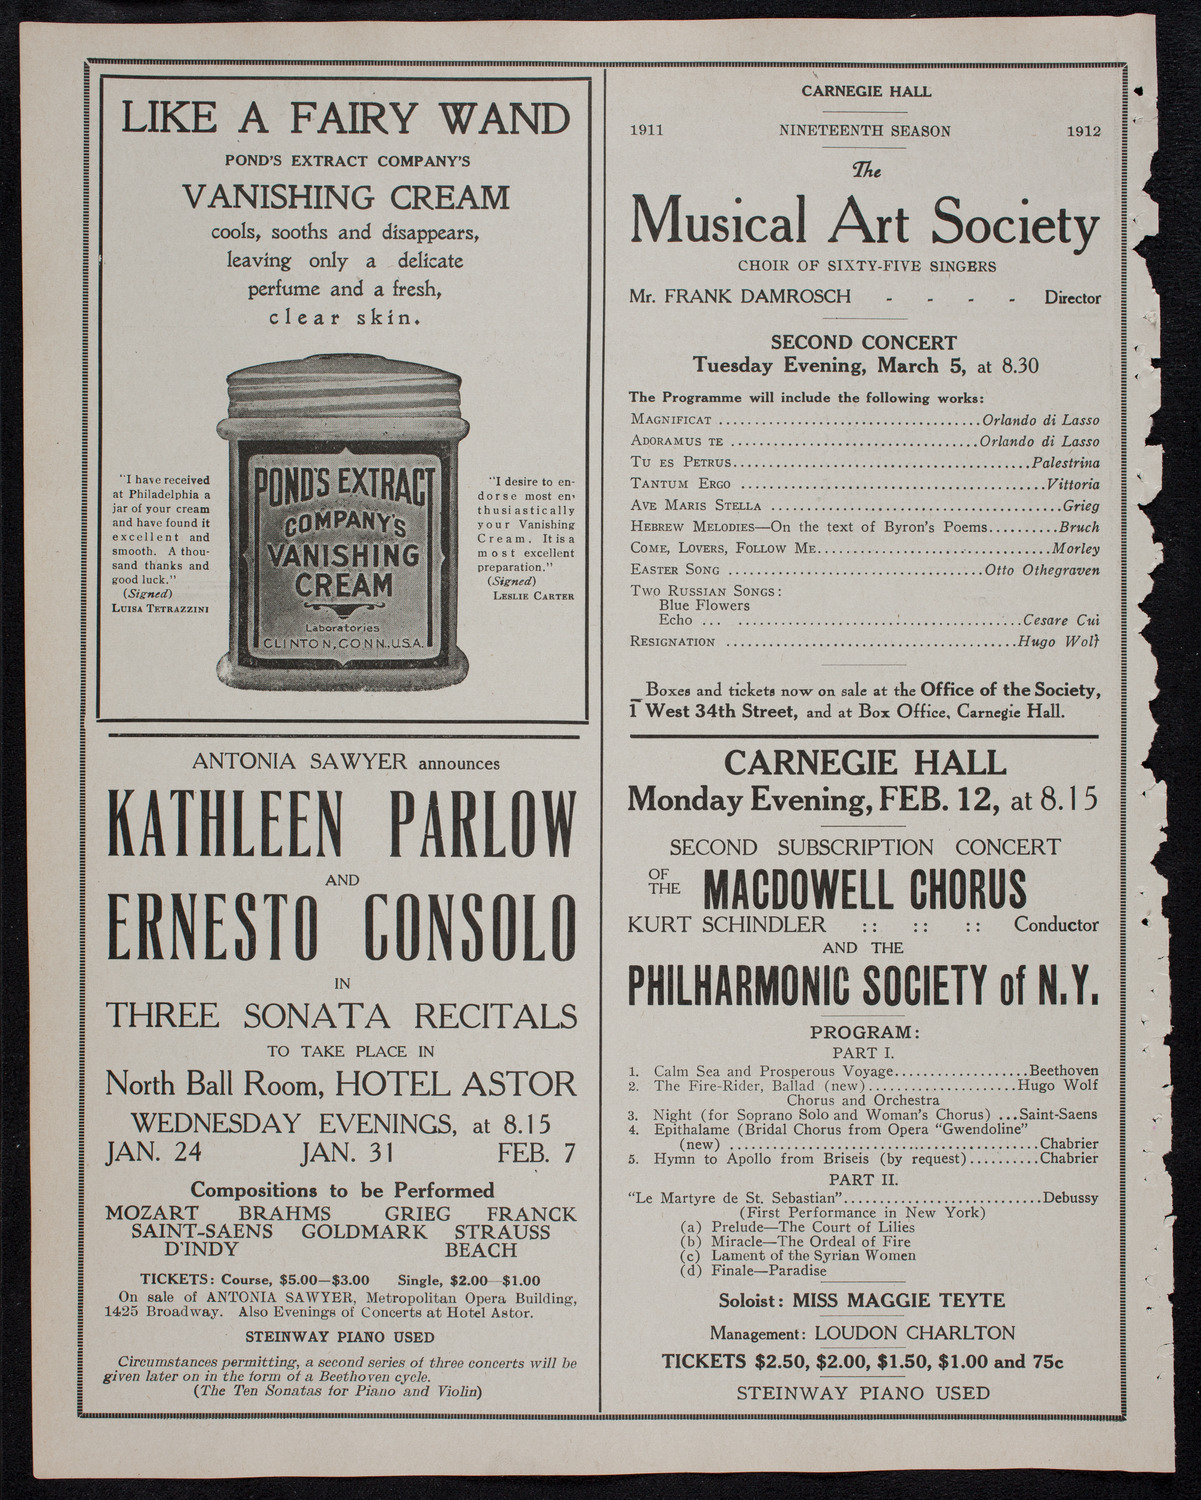 LIKE A FAIRY WAND
POND'S EXTRACT COMPANY'S
VANISHING CREAM
cools, sooths and disappears,
leaving only a delicate
perfume and a fresh,
clear skin.
"I have received
at Philadelphia a
jar of your cream
and have found it
excellent and
smooth. A thou-
sand thanks and
good luck."
(Signed)
LUISA TETRAZZINI
POND'S EXTRACT
COMPANY'S
VANISHING
CREAM
Laboratories
CLINTON, CONN., U.S.A.
"I desire to en-
dorse most en-
thusiastically
your Vanishing
Cream. It is a
most excellent
preparation."
(Signed)
LESLIE CARTER
ANTONIA SAWYER announces
KATHLEEN PARLOW
AND
ERNESTO CONSOLO
IN
THREE SONATA RECITALS
TO TAKE PLACE IN
North Ball Room, HOTEL ASTOR
WEDNESDAY EVENINGS, at 8.15
JAN. 24 JAN. 31 FEB. 7
Compositions to be Performed
MOZART BRAHMS GRIEG FRANCK
SAINT-SAENS GOLDMARK STRAUSS
D'INDY BEACH
TICKETS: Course, $5.00—$3.00 Single, $2.00—$1.00
On sale of ANTONIA SAWYER, Metropolitan Opera Building,
1425 Broadway. Also Evenings of Concerts at Hotel Astor.
STEINWAY PIANO USED
Circumstances permitting, a second series of three concerts will be
given later on in the form of a Beethoven cycle.
(The Ten Sonatas for Piano and Violin)
CARNEGIE HALL
1911 NINETEENTH SEASON 1912
The
Musical Art Society
CHOIR OF SIXTY-FIVE SINGERS
Mr. FRANK DAMROSCH - - - - Director
SECOND CONCERT
Tuesday Evening, March 5, at 8.30
The Programme will include the following works:
MAGNIFICAT ........ Orlando di Lasso
ADORAMUS TE ........ Orlando di Lasso
TU ES PETRUS ........ Palestrina
TANTUM ERGO ........ Vittoria
AVE MARIS STELLA ........ Grieg
HEBREW MELODIES—On the text of Byron's Poems ........ Bruch
COME, LOVERS, FOLLOW ME ........ Morley
EASTER SONG ........ Otto Othegraven
TWO RUSSIAN SONGS:
Blue Flowers
Echo ........ Cesare Cui
RESIGNATION ........ Hugo Wolf
Boxes and tickets now on sale at the Office of the Society,
1 West 34th Street, and at Box Office, Carnegie Hall.
CARNEGIE HALL
Monday Evening, FEB. 12, at 8.15
SECOND SUBSCRIPTION CONCERT
OF THE MACDOWELL CHORUS
KURT SCHINDLER :: :: :: Conductor
AND THE
PHILHARMONIC SOCIETY of N.Y.
PROGRAM:
PART I.
1. Calm Sea and Prosperous Voyage ........ Beethoven
2. The Fire-Rider, Ballad (new) ........ Hugo Wolf
Chorus and Orchestra
3. Night (for Soprano Solo and Woman's Chorus) ... Saint-Saens
4. Epithalame (Bridal Chorus from Opera "Gwendoline"
(new) ........ Chabrier
5. Hymn to Apollo from Briseis (by request) ........ Chabrier
PART II.
"Le Martyre de St. Sebastian" ........ Debussy
(First Performance in New York)
(a) Prelude—The Court of Lilies
(b) Miracle—The Ordeal of Fire
(c) Lament of the Syrian Women
(d) Finale—Paradise
Soloist: MISS MAGGIE TEYTE
Management: LOUDON CHARLTON
TICKETS $2.50, $2.00, $1.50, $1.00 and 75c
STEINWAY PIANO USED